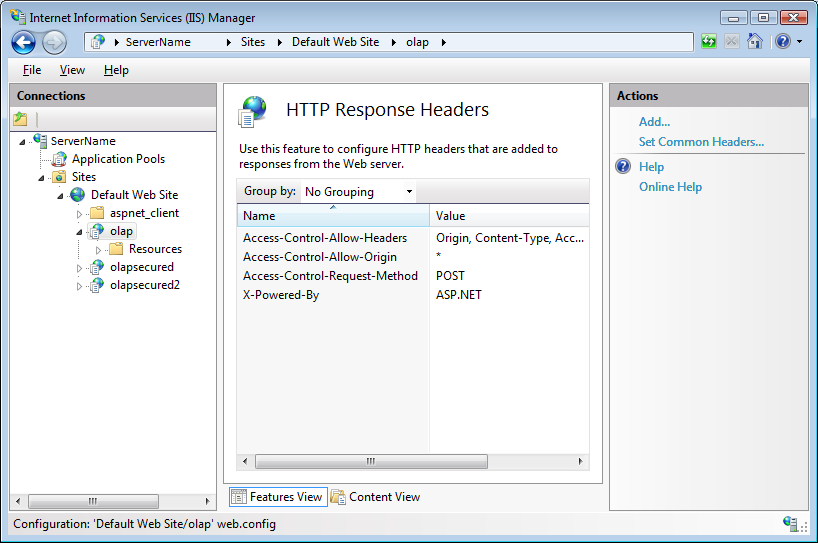 Internet Information Services (IIS) Manager
ServerName Sites Default Web Site olap
File View Help
Connections
ServerName
Application Pools
Sites
Default Web Site
aspnet_client
olap
Resources
olapsecured
olapsecured2
HTTP Response Headers
Use this feature to configure HTTP headers that are added to
responses from the Web server.
Group by: No Grouping
Name Value
Access-Control-Allow-Headers Origin, Content-Type, Acc...
Access-Control-Allow-Origin *
Access-Control-Request-Method POST
X-Powered-By ASP.NET
Features View Content View
Actions
Add...
Set Common Headers...
Help
Online Help
Configuration: 'Default Web Site/olap' web.config